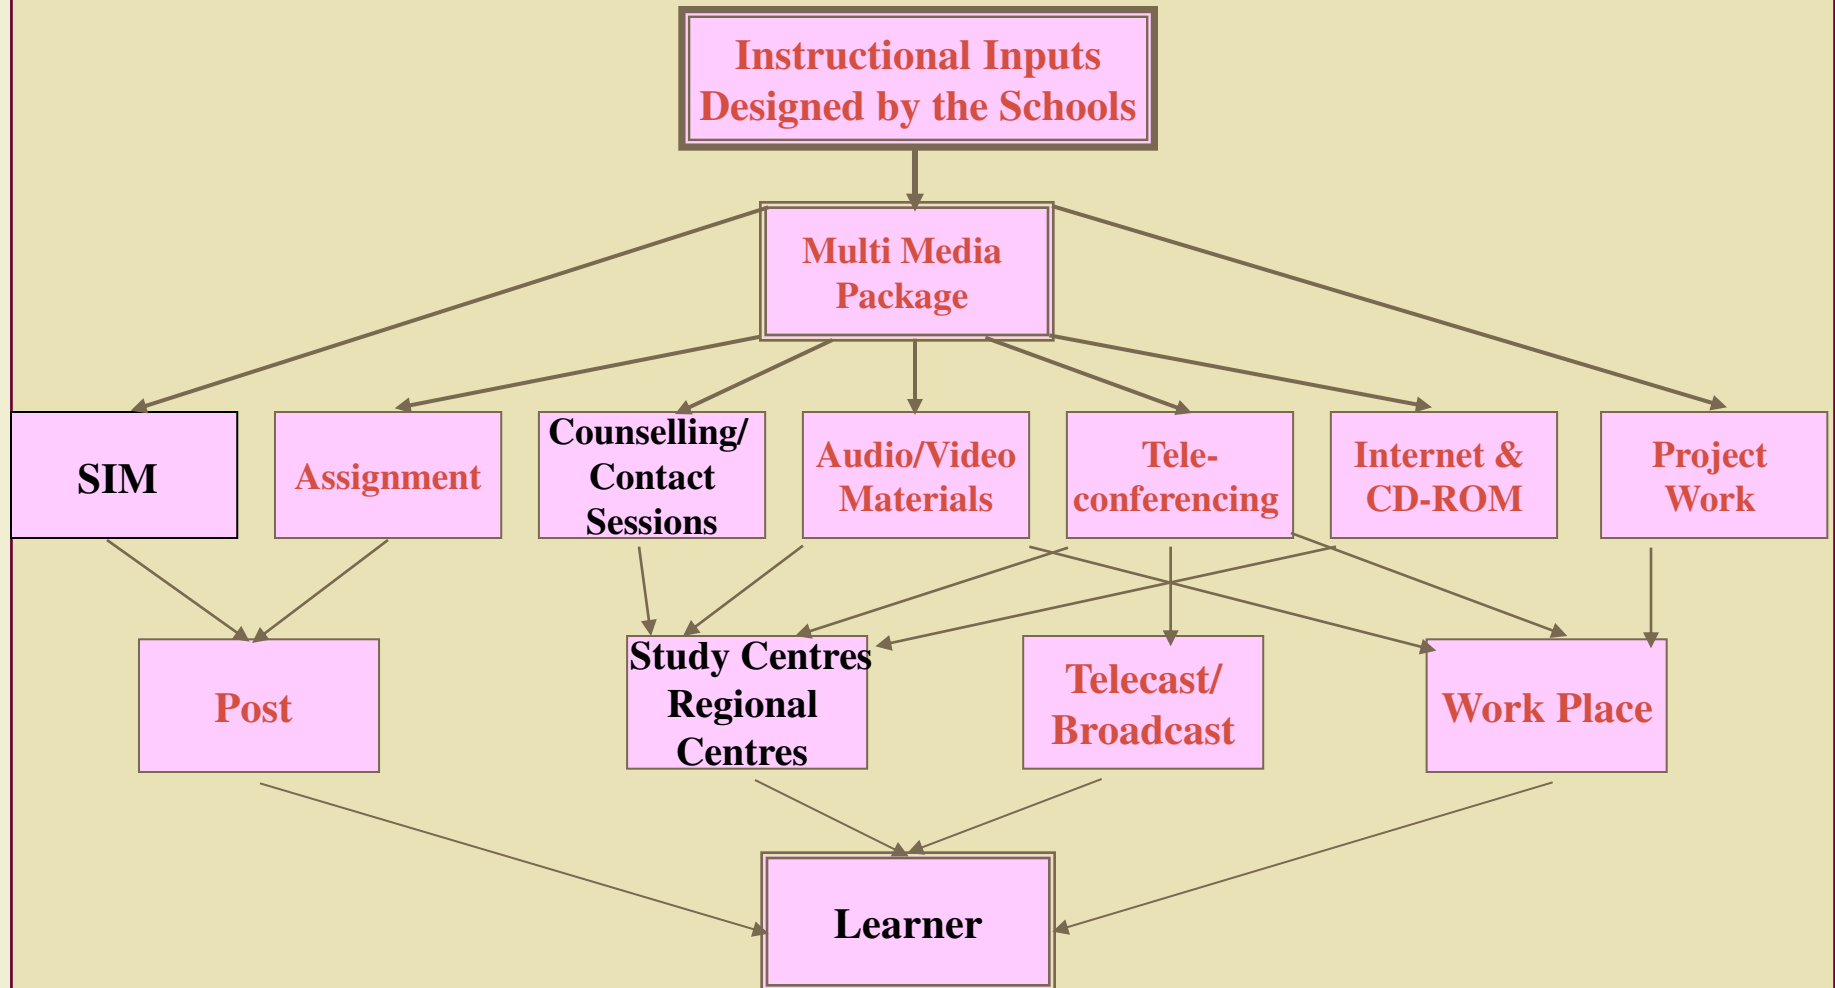 Instructional Inputs
Designed by the Schools
Multi Media
Package
SIM
Assignment
Counselling/
Contact
Sessions
Audio/Video
Materials
Tele-
conferencing
Internet &
CD-ROM
Project
Work
Post
Study Centres
Regional
Centres
Telecast/
Broadcast
Work Place
Learner